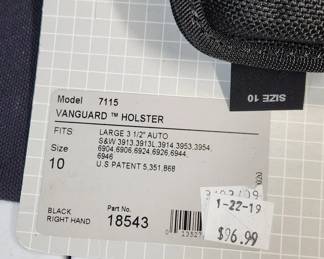 SIZE 10
Model 7115
VANGUARD ™ HOLSTER
FITS LARGE 3 1/2" AUTO
S&W 3913,3913L,3914,3953,3954,
Size 6904,6906,6924,6926,6944,
10 6946
U.S PATENT 5,351,868
BLACK Part No.
RIGHT HAND 18543
1-22-19
$96.99